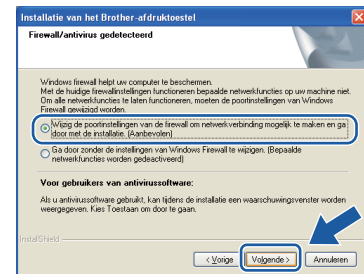 Installatie van het Brother-afdruktoestel
Firewall/antivirus gedetecteerd
Windows firewall helpt uw computer te beschermen.
Met de huidige firewallinstellingen functioneren bepaalde netwerkfuncties op uw machine niet.
Om alle netwerkfuncties te laten functioneren, moeten de poortinstellingen van Windows
Firewall gewijzigd worden.
Wijzig de poortinstellingen van de firewall om netwerkverbinding mogelijk te maken en ga
door met de installatie. (Aanbevolen)
Ga door zonder de instellingen van Windows Firewall te wijzigen. (Bepaalde
netwerkfuncties worden gedeactiveerd)
Voor gebruikers van antivirussoftware:
Als u antivirussoftware gebruikt, kan tijdens de installatie een waarschuwingsvenster worden
weergegeven. Kies Toestaan om door te gaan.
InstallShield
< Vorige
Volgende >
Annuleren